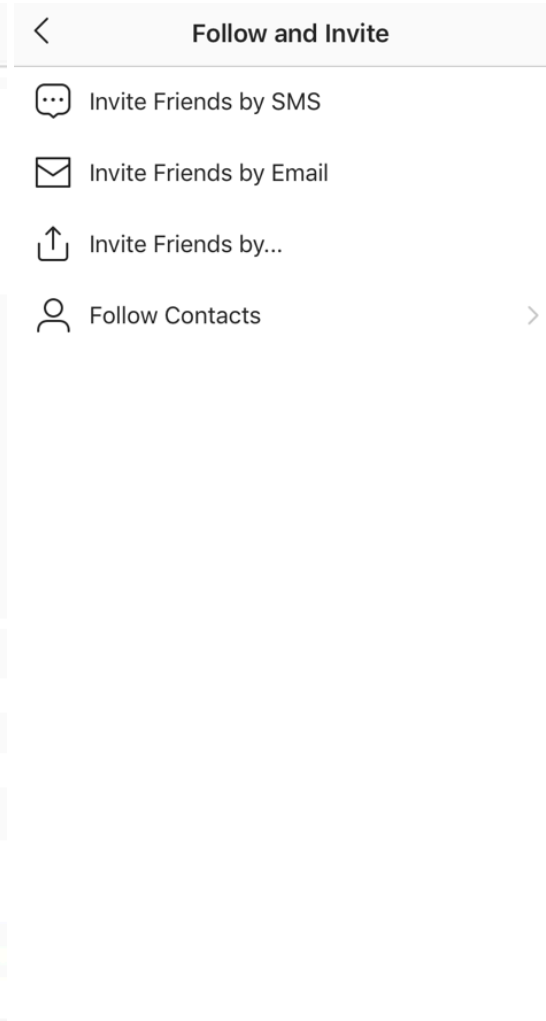 Follow and Invite
Invite Friends by SMS
Invite Friends by Email
Invite Friends by...
Follow Contacts